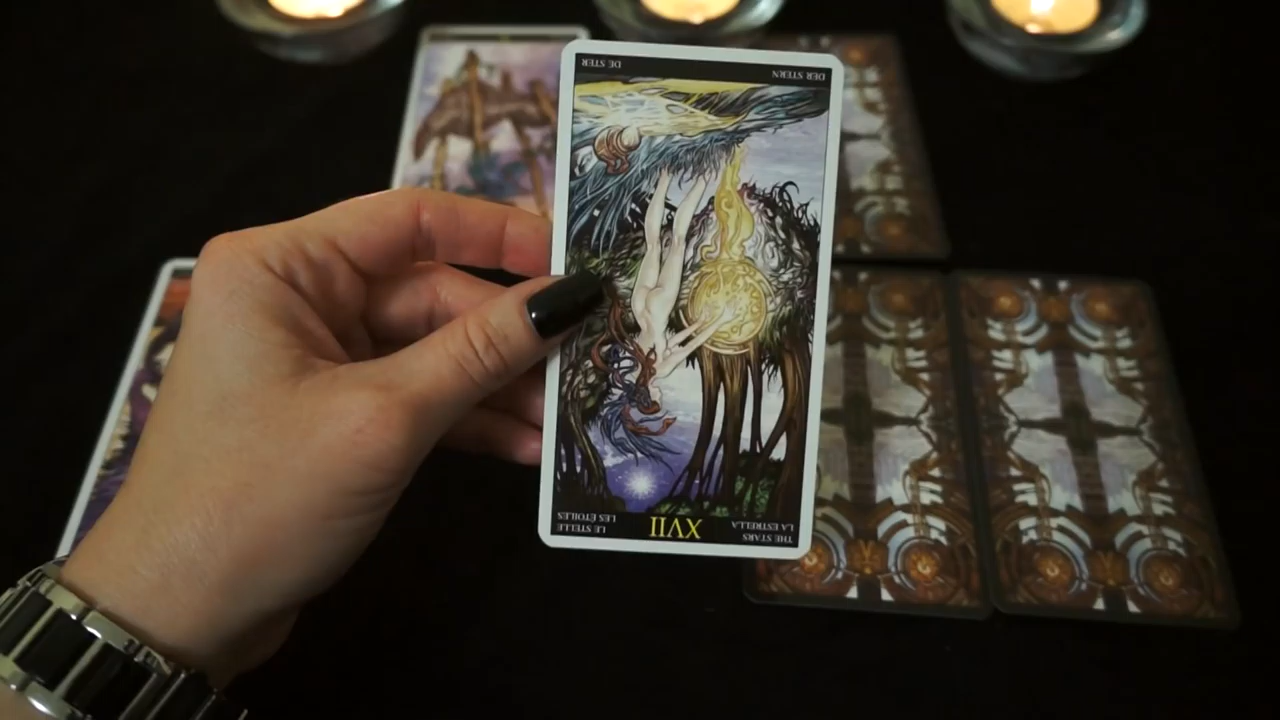 THE STARS
LA ESTRELLA
XVII
LE STELLE
LES ÉTOILES
DER STERN
DE STER